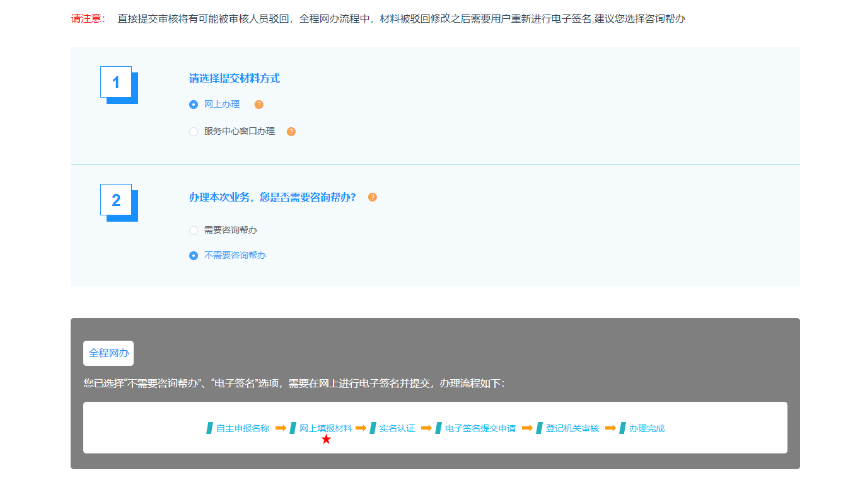 请注意： 直接提交审核将有可能被审核人员驳回，全程网办流程中，材料被驳回修改之后需要用户重新进行电子签名,建议您选择咨询帮办
1
请选择提交材料方式
网上办理 ?
服务中心窗口办理 ?
2
办理本次业务，您是否需要咨询帮办？ ?
需要咨询帮办
不需要咨询帮办
全程网办
您已选择"不需要咨询帮办"、"电子签名"选项，需要在网上进行电子签名并提交，办理流程如下：
自主申报名称 网上填报材料 实名认证 电子签名提交申请 登记机关审核 办理完成